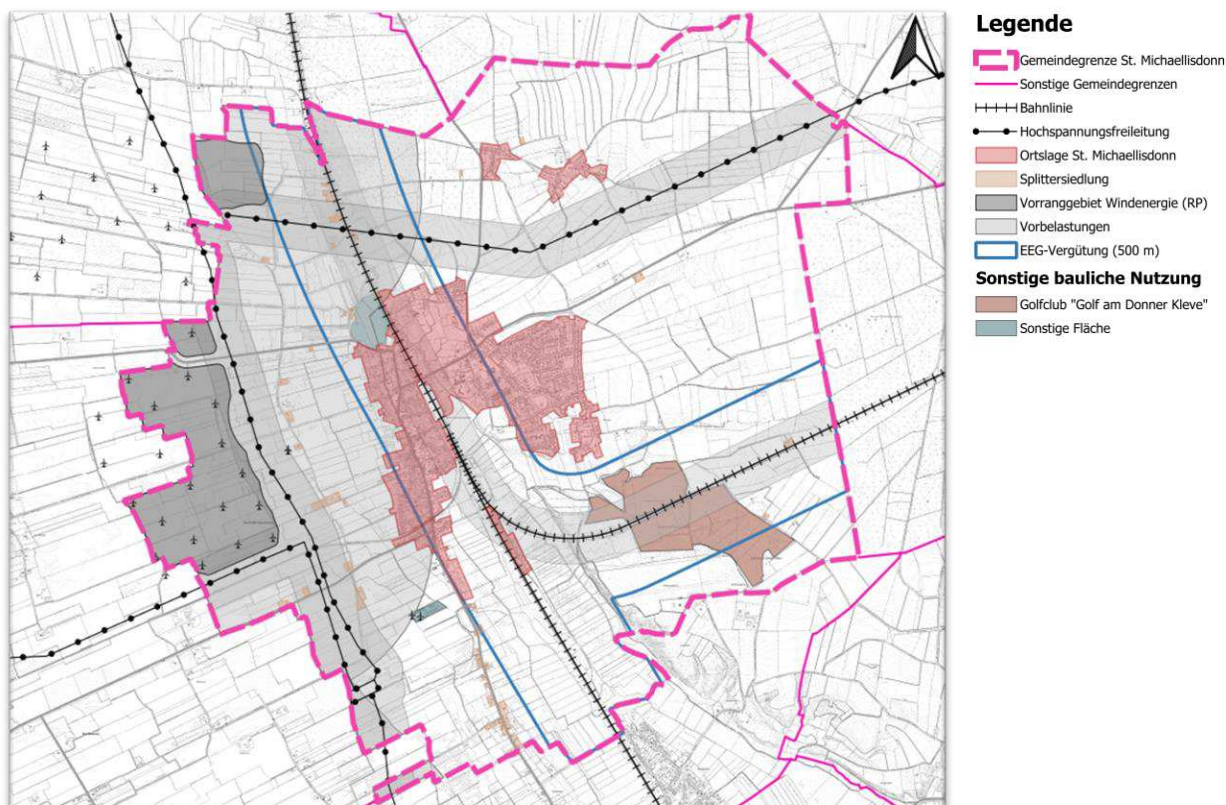 Legende
Gemeindegrenze St. Michaellisdonn
Sonstige Gemeindegrenzen
Bahnlinie
Hochspannungsfreileitung
Ortslage St. Michaellisdonn
Splittersiedlung
Vorranggebiet Windenergie (RP)
Vorbelastungen
EEG-Vergütung (500 m)
Sonstige bauliche Nutzung
Golfclub "Golf am Donner Kleve"
Sonstige Fläche